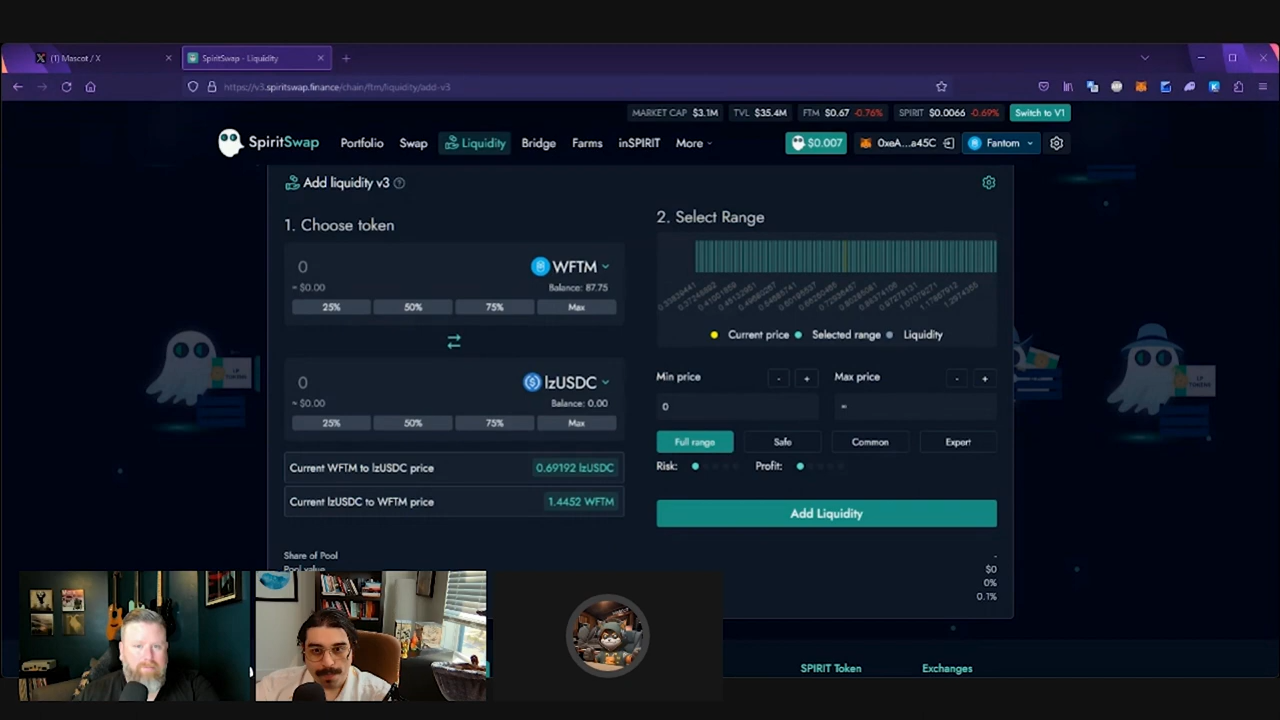 (1) Mascot / X
SpiritSwap - Liquidity
https://v3.spiritswap.finance/chain/ftm/liquidity/add-v3
MARKET CAP $3.1M TVL $35.4M FTM $0.67 -0.76% SPIRIT $0.0066 -0.69% Switch to V1
SpiritSwap Portfolio Swap Liquidity Bridge Farms inSPIRIT More $0.007 0xeA...a45C Fantom
Add liquidity v3
1. Choose token
0 WFTM
~ $0.00 Balance: 87.75
25% 50% 75% Max
0 lzUSDC
~ $0.00 Balance: 0.00
25% 50% 75% Max
Current WFTM to lzUSDC price 0.69192 lzUSDC
Current lzUSDC to WFTM price 1.4452 WFTM
2. Select Range
Current price Selected range Liquidity
Min price - + Max price - +
0 ∞
Full range Safe Common Expert
Risk: Profit:
Add Liquidity
Share of Pool -
Pool value $0
0%
0.1%
SPIRIT Token Exchanges